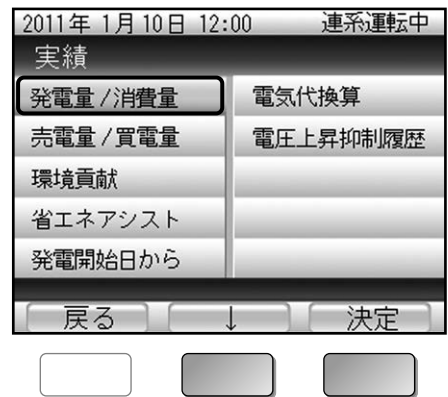 2011年 1月10日 12:00 連系運転中
実績
発電量/消費量 電気代換算
売電量/買電量 電圧上昇抑制履歴
環境貢献
省エネアシスト
発電開始日から
戻る ↓ 決定